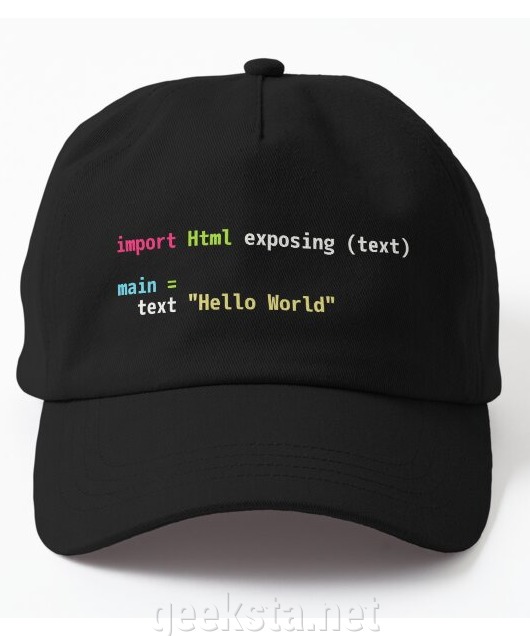 import Html exposing (text)
main =
  text "Hello World"
geeksta.net